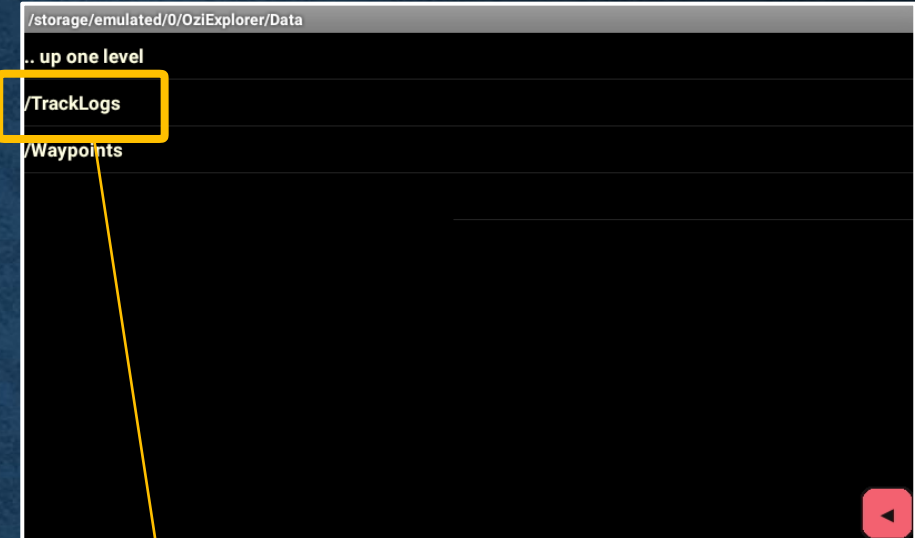 /storage/emulated/0/OziExplorer/Data
.. up one level
/TrackLogs
/Waypoints